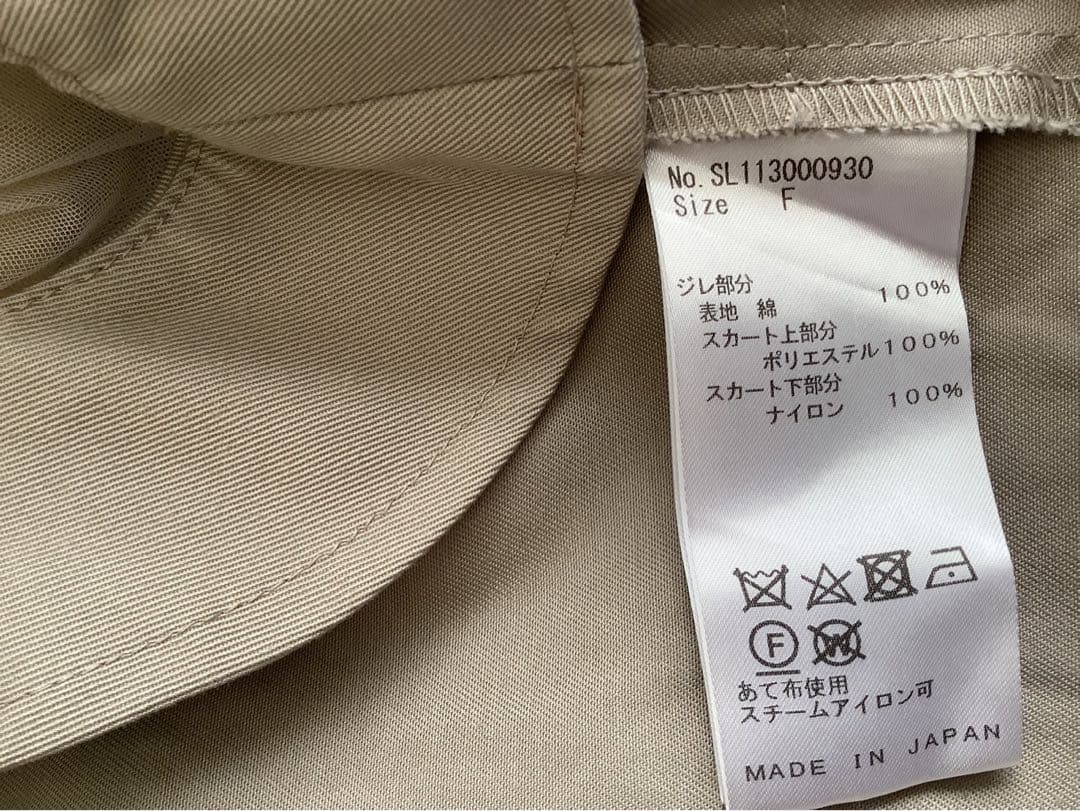 No. SL113000930
Size F
ジレ部分
表地 綿 100%
スカート上部分
ポリエステル100%
スカート下部分
ナイロン 100%
F
W
あて布使用
スチームアイロン可
MADE IN JAPAN